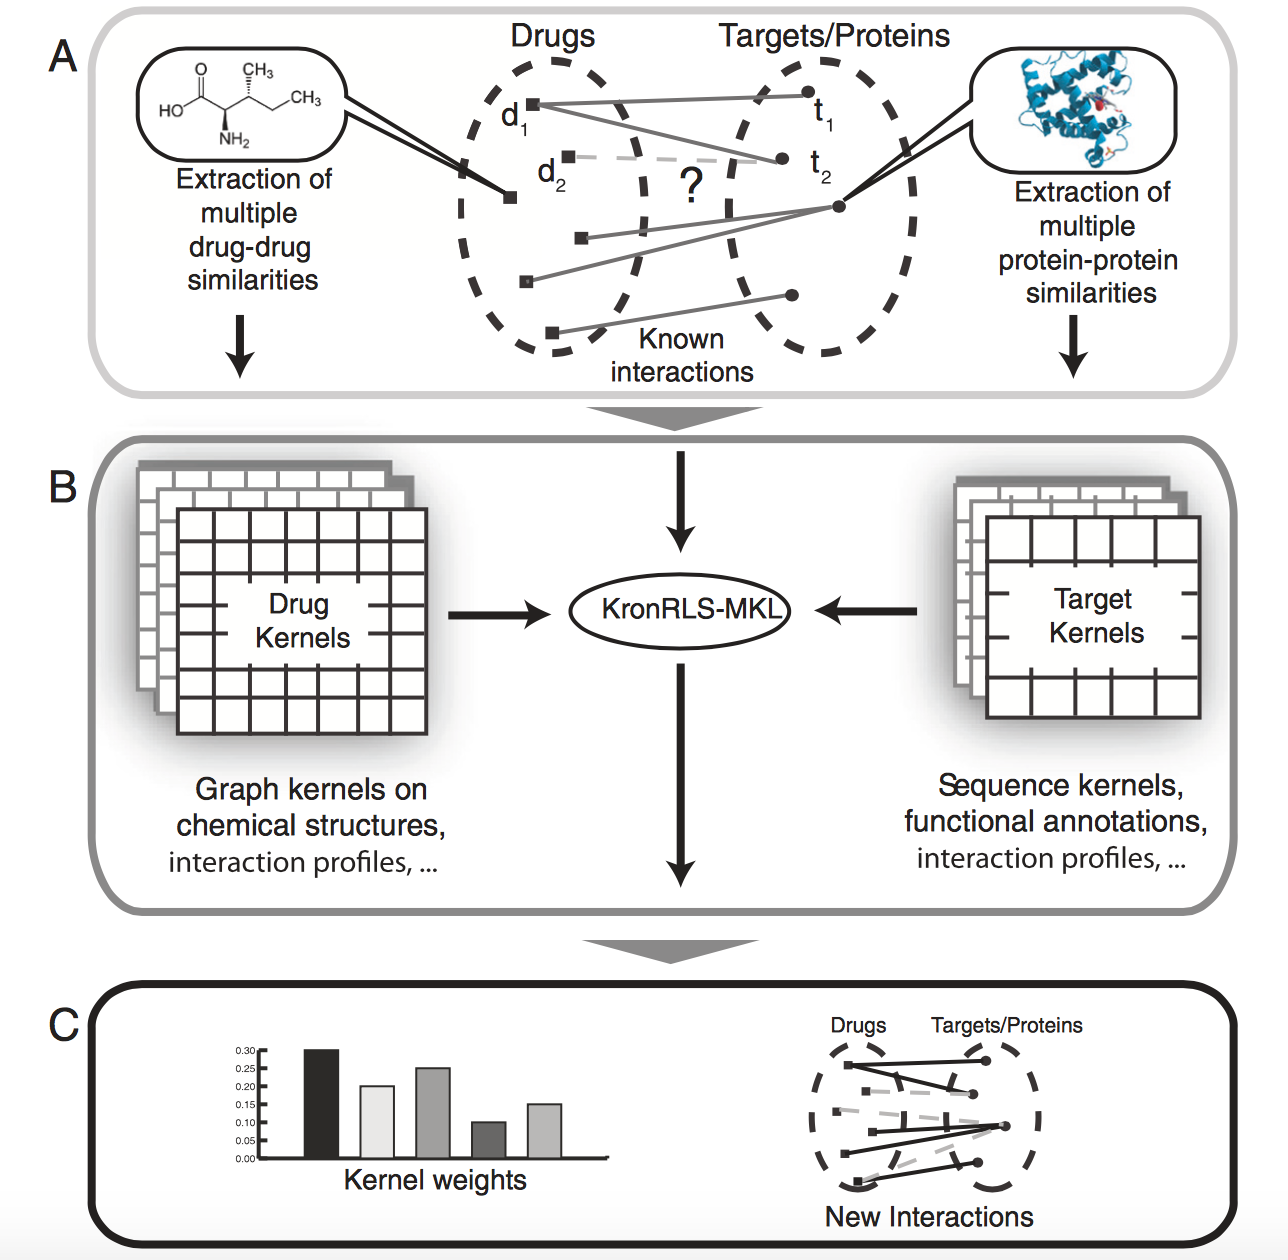 A
Drugs
Targets/Proteins
O
CH3
HO
CH3
NH2
d1
t1
d2
t2
?
Extraction of
multiple
drug-drug
similarities
Extraction of
multiple
protein-protein
similarities
Known
interactions
B
Drug
Kernels
KronRLS-MKL
Target
Kernels
Graph kernels on
chemical structures,
interaction profiles, ...
Sequence kernels,
functional annotations,
interaction profiles, ...
C
0.30
0.25
0.20
0.15
0.10
0.05
0.00
Kernel weights
Drugs
Targets/Proteins
New Interactions